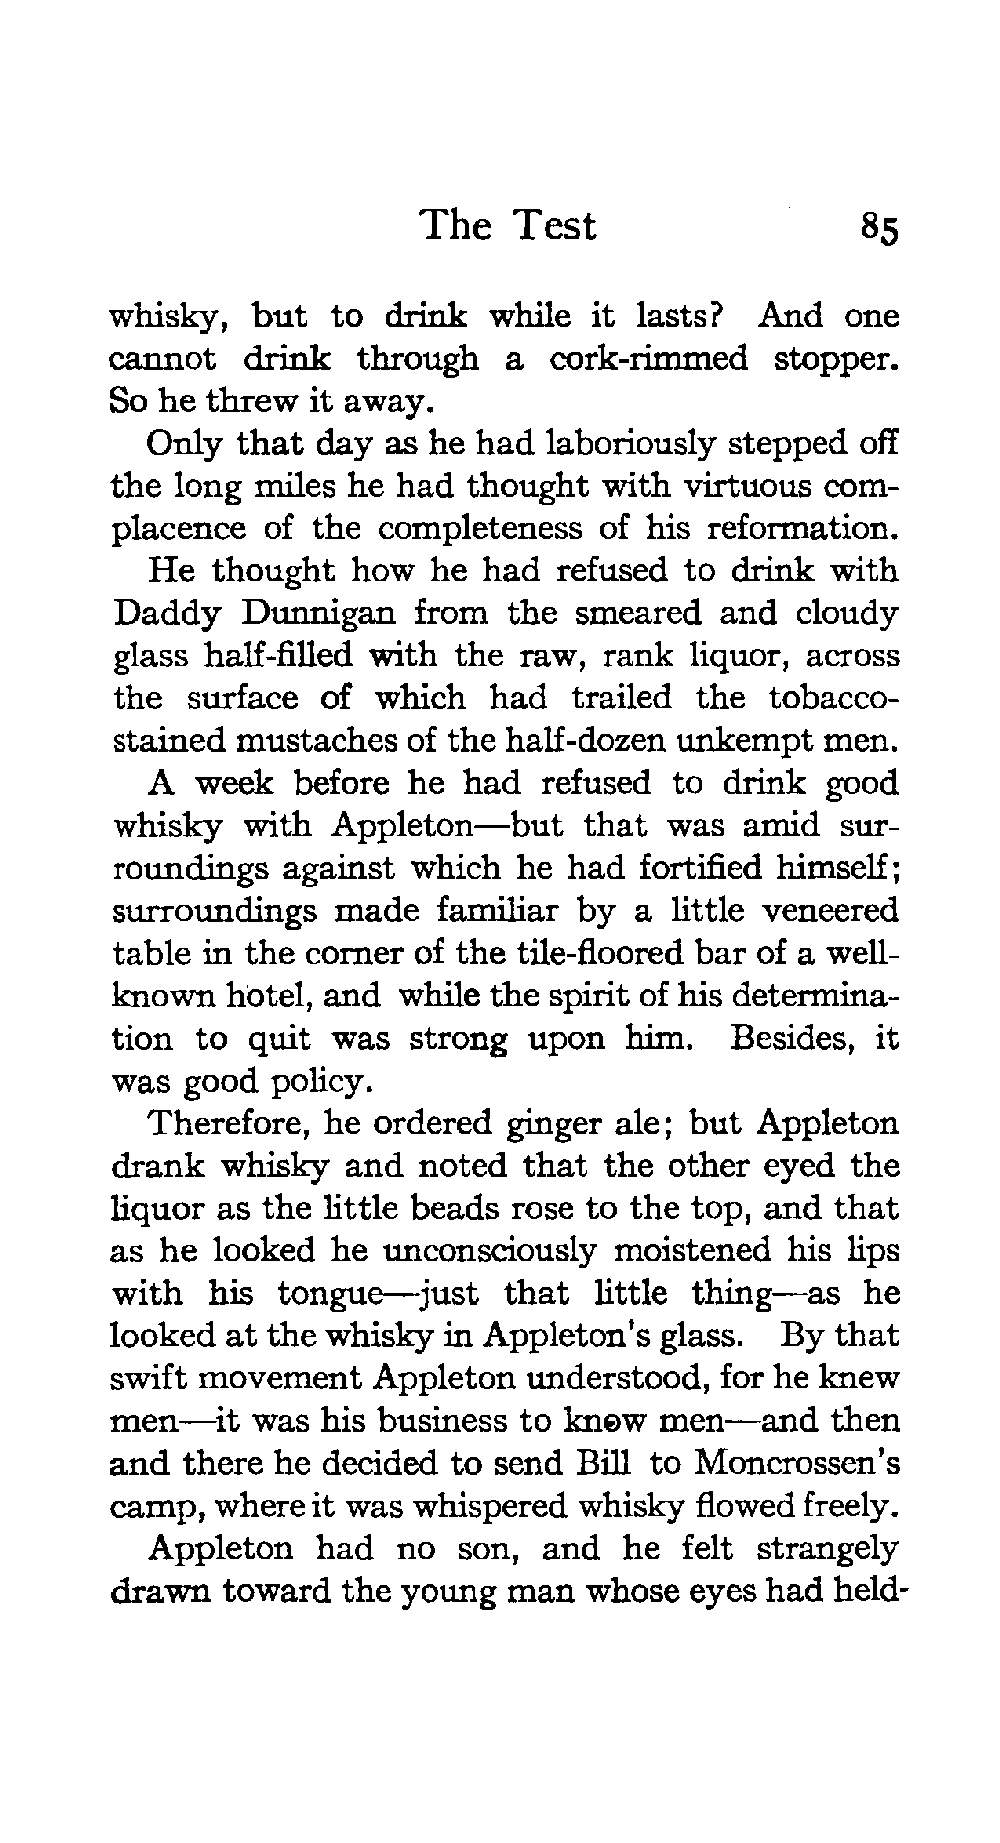 The Test 85
whisky, but to drink while it lasts? And one
cannot drink through a cork-rimmed stopper.
So he threw it away.
Only that day as he had laboriously stepped off
the long miles he had thought with virtuous com-
placence of the completeness of his reformation.
He thought how he had refused to drink with
Daddy Dunnigan from the smeared and cloudy
glass half-filled with the raw, rank liquor, across
the surface of which had trailed the tobacco-
stained mustaches of the half-dozen unkempt men.
A week before he had refused to drink good
whisky with Appleton—but that was amid sur-
roundings against which he had fortified himself;
surroundings made familiar by a little veneered
table in the corner of the tile-floored bar of a well-
known hotel, and while the spirit of his determina-
tion to quit was strong upon him. Besides, it
was good policy.
Therefore, he ordered ginger ale; but Appleton
drank whisky and noted that the other eyed the
liquor as the little beads rose to the top, and that
as he looked he unconsciously moistened his lips
with his tongue—just that little thing—as he
looked at the whisky in Appleton's glass. By that
swift movement Appleton understood, for he knew
men—it was his business to know men—and then
and there he decided to send Bill to Moncrossen's
camp, where it was whispered whisky flowed freely.
Appleton had no son, and he felt strangely
drawn toward the young man whose eyes had held-